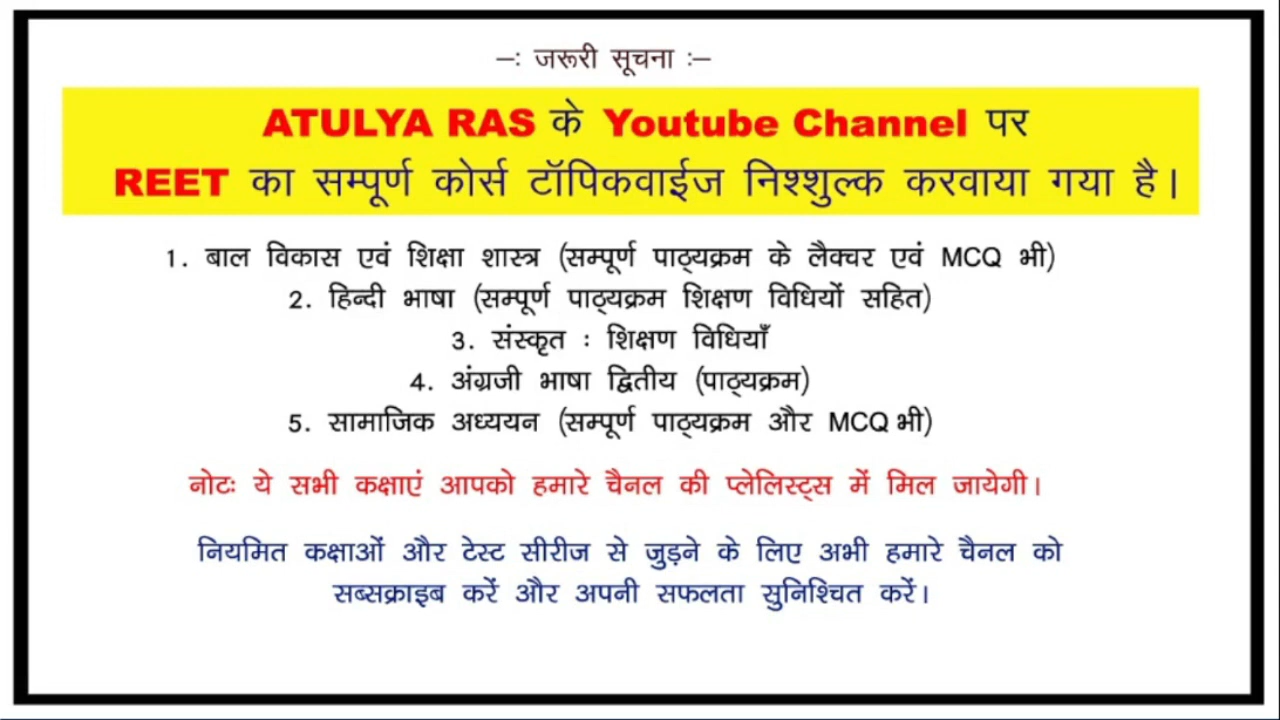 –: जरूरी सूचना :–
ATULYA RAS के Youtube Channel पर
REET का सम्पूर्ण कोर्स टॉपिकवाईज निश्शुल्क करवाया गया है।
1. बाल विकास एवं शिक्षा शास्त्र (सम्पूर्ण पाठ्यक्रम के लैक्चर एवं MCQ भी)
2. हिन्दी भाषा (सम्पूर्ण पाठ्यक्रम शिक्षण विधियों सहित)
3. संस्कृत : शिक्षण विधियाँ
4. अंग्रजी भाषा द्वितीय (पाठ्यक्रम)
5. सामाजिक अध्ययन (सम्पूर्ण पाठ्यक्रम और MCQ भी)
नोटः ये सभी कक्षाएं आपको हमारे चैनल की प्लेलिस्ट्स में मिल जायेगी।
नियमित कक्षाओं और टेस्ट सीरीज से जुड़ने के लिए अभी हमारे चैनल को
सब्सक्राइब करें और अपनी सफलता सुनिश्चित करें।